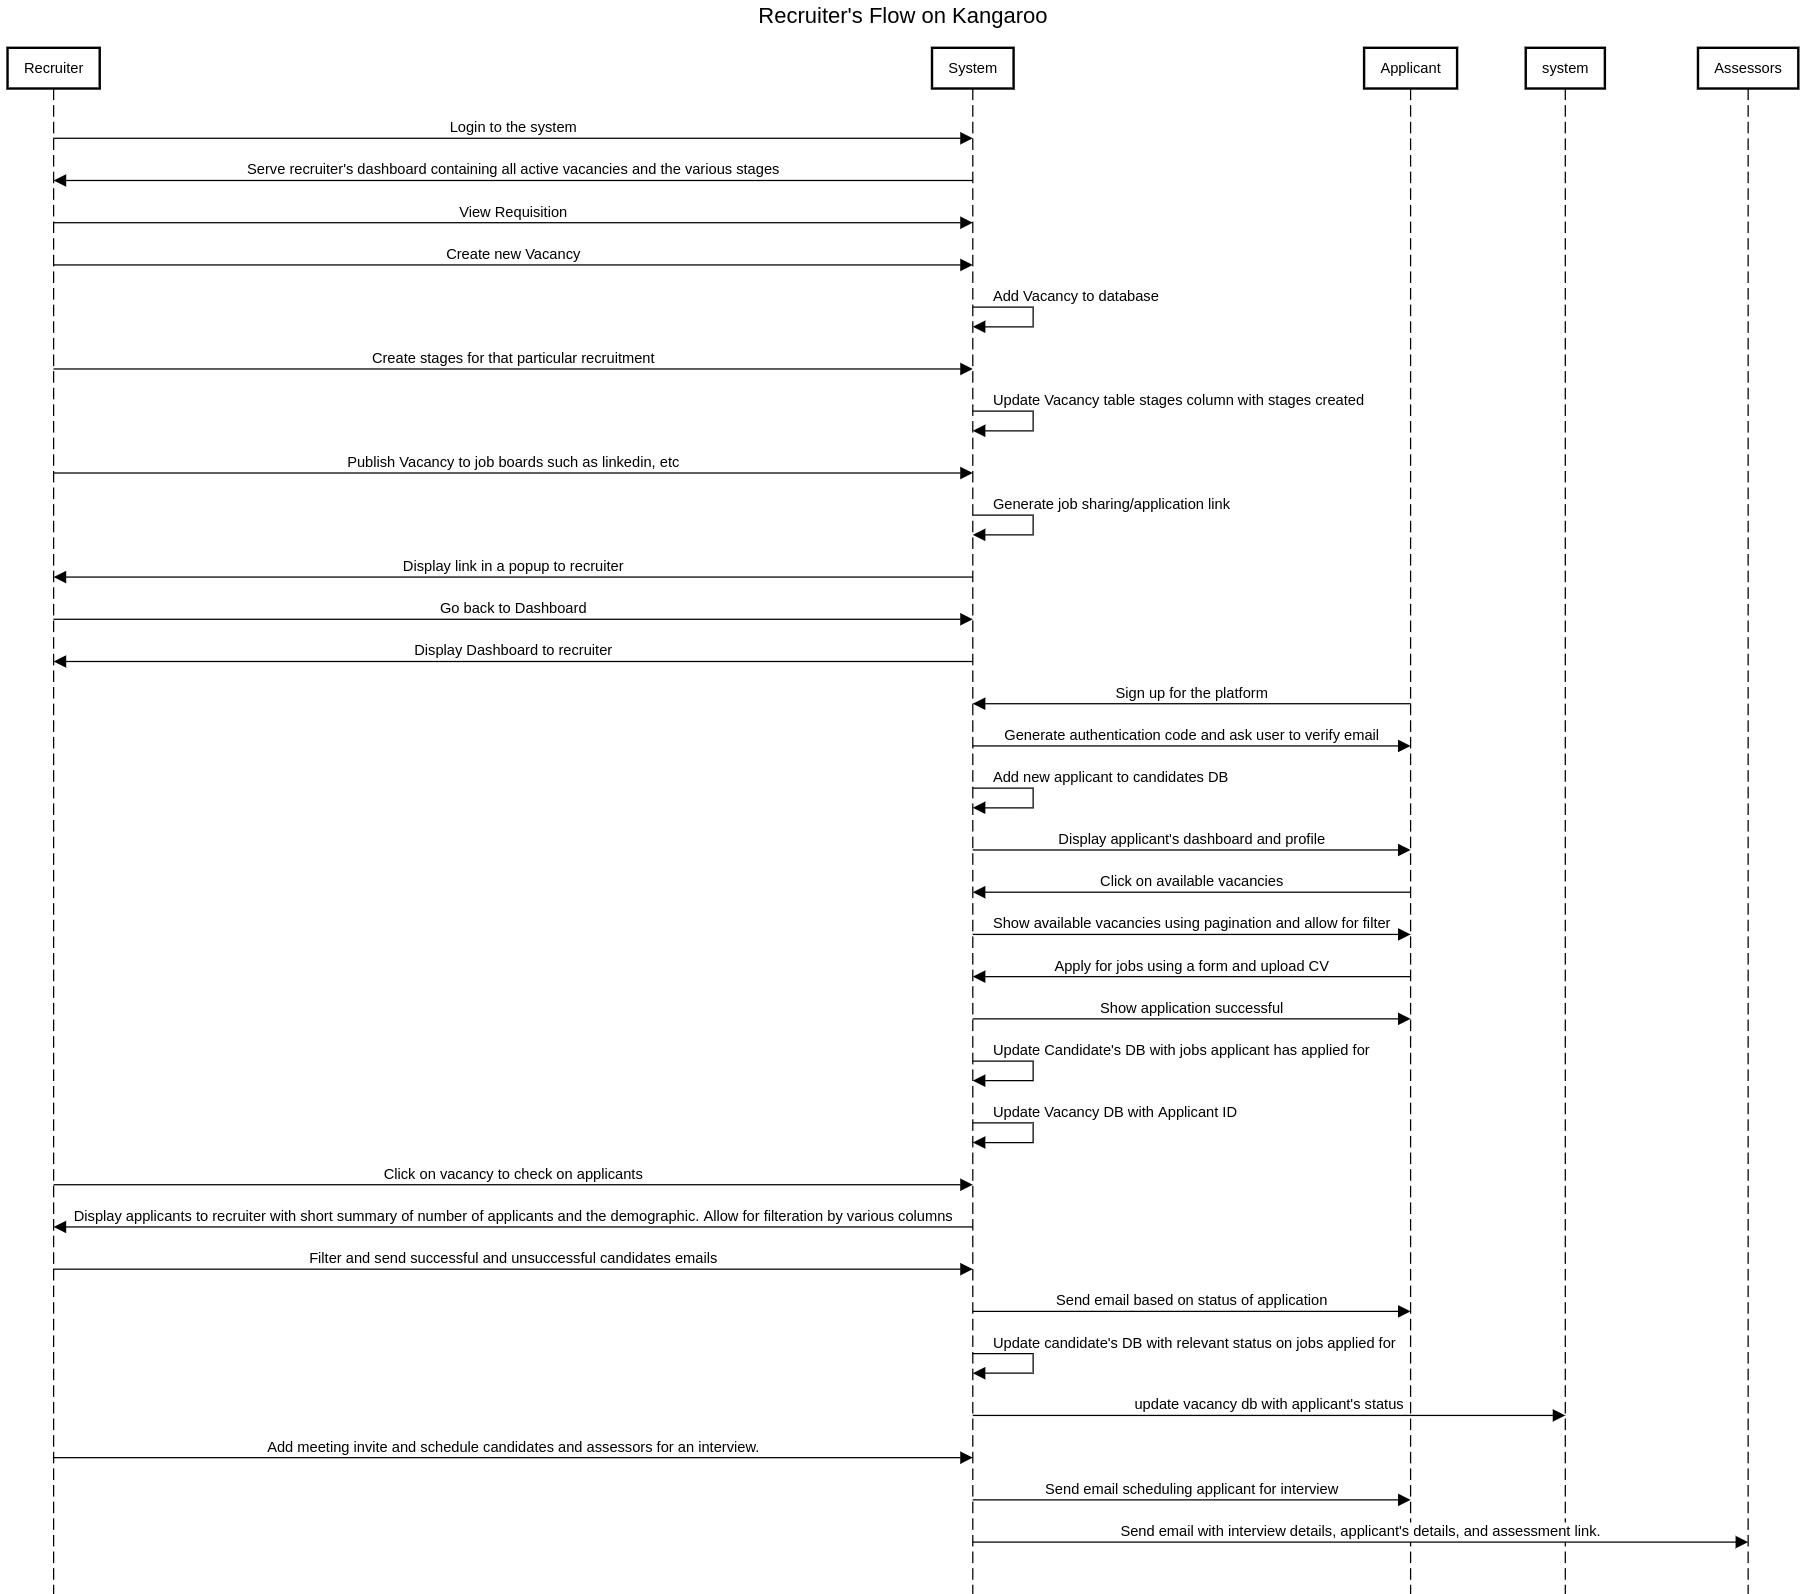 Recruiter's Flow on Kangaroo
Recruiter
System
Applicant
system
Assessors
Login to the system
Serve recruiter's dashboard containing all active vacancies and the various stages
View Requisition
Create new Vacancy
Add Vacancy to database
Create stages for that particular recruitment
Update Vacancy table stages column with stages created
Publish Vacancy to job boards such as linkedin, etc
Generate job sharing/application link
Display link in a popup to recruiter
Go back to Dashboard
Display Dashboard to recruiter
Sign up for the platform
Generate authentication code and ask user to verify email
Add new applicant to candidates DB
Display applicant's dashboard and profile
Click on available vacancies
Show available vacancies using pagination and allow for filter
Apply for jobs using a form and upload CV
Show application successful
Update Candidate's DB with jobs applicant has applied for
Update Vacancy DB with Applicant ID
Click on vacancy to check on applicants
Display applicants to recruiter with short summary of number of applicants and the demographic. Allow for filteration by various columns
Filter and send successful and unsuccessful candidates emails
Send email based on status of application
Update candidate's DB with relevant status on jobs applied for
update vacancy db with applicant's status
Add meeting invite and schedule candidates and assessors for an interview.
Send email scheduling applicant for interview
Send email with interview details, applicant's details, and assessment link.